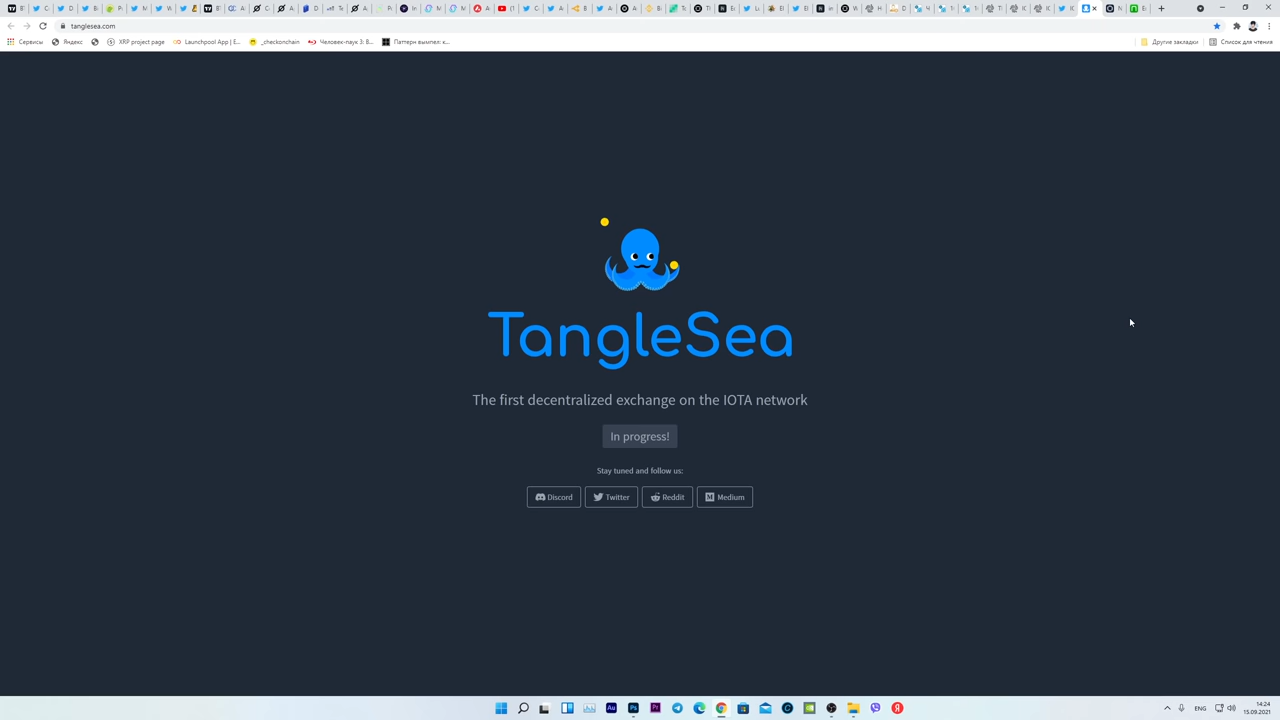 tanglesea.com
Сервисы
Яндекс
XRP project page
Launchpool App | E...
_checkonchain
Человек-паук 3: В...
Паттерн вымпел: к...
Другие закладки
Список для чтения
TangleSea
The first decentralized exchange on the IOTA network
In progress!
Stay tuned and follow us:
Discord
Twitter
Reddit
Medium
ENG
14:24
15.09.2021